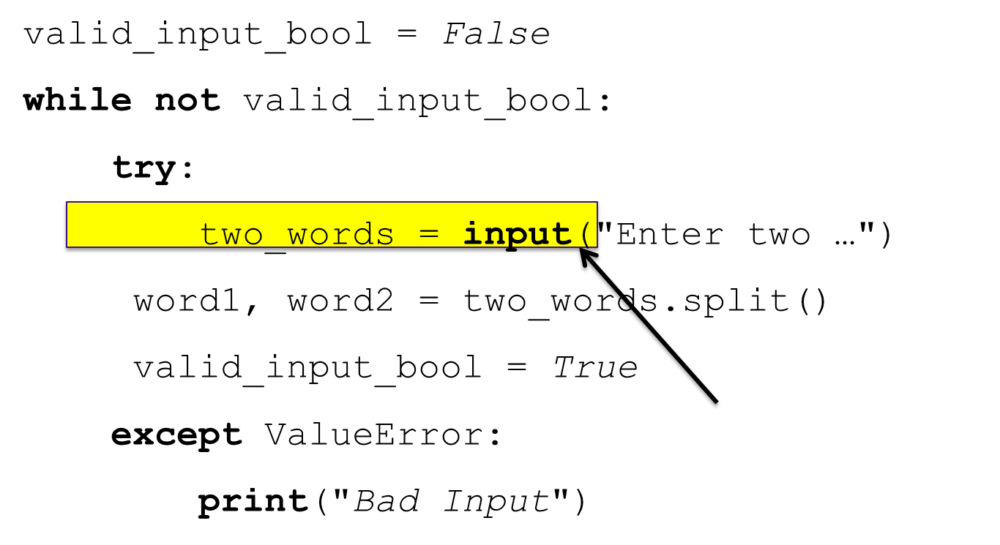 valid_input_bool = False
while not valid_input_bool:
    try:
        two_words = input("Enter two …")
     word1, word2 = two_words.split()
     valid_input_bool = True
    except ValueError:
        print("Bad Input")